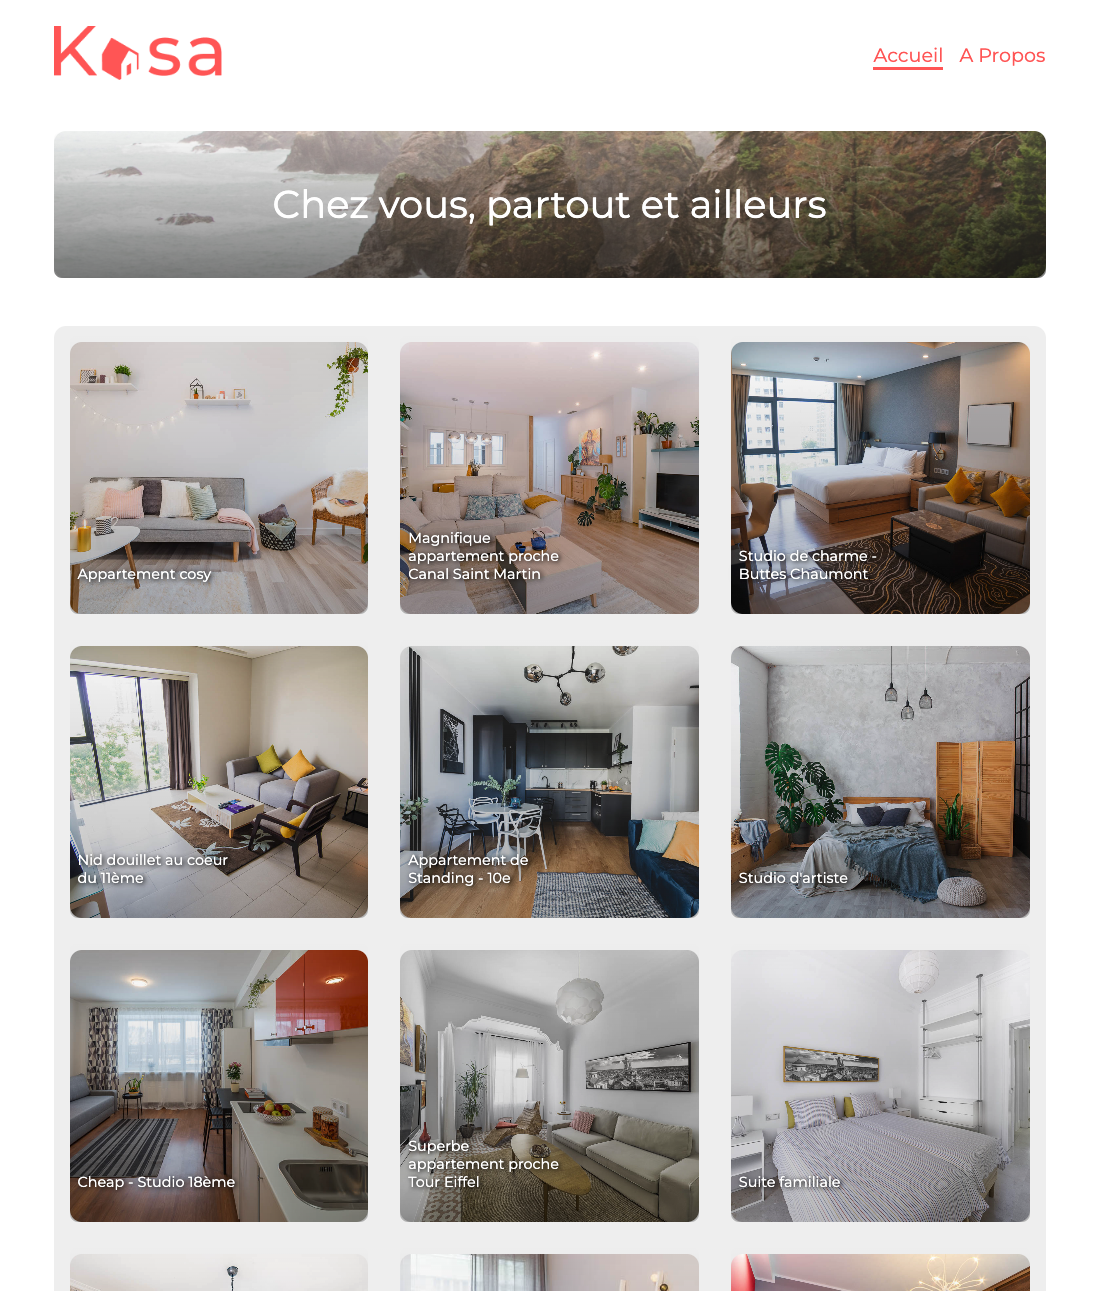 Kasa
Accueil A Propos
Chez vous, partout et ailleurs
Appartement cosy
Magnifique
appartement proche
Canal Saint Martin
Studio de charme -
Buttes Chaumont
Nid douillet au coeur
du 11ème
Appartement de
Standing - 10e
Studio d'artiste
Cheap - Studio 18ème
Superbe
appartement proche
Tour Eiffel
Suite familiale